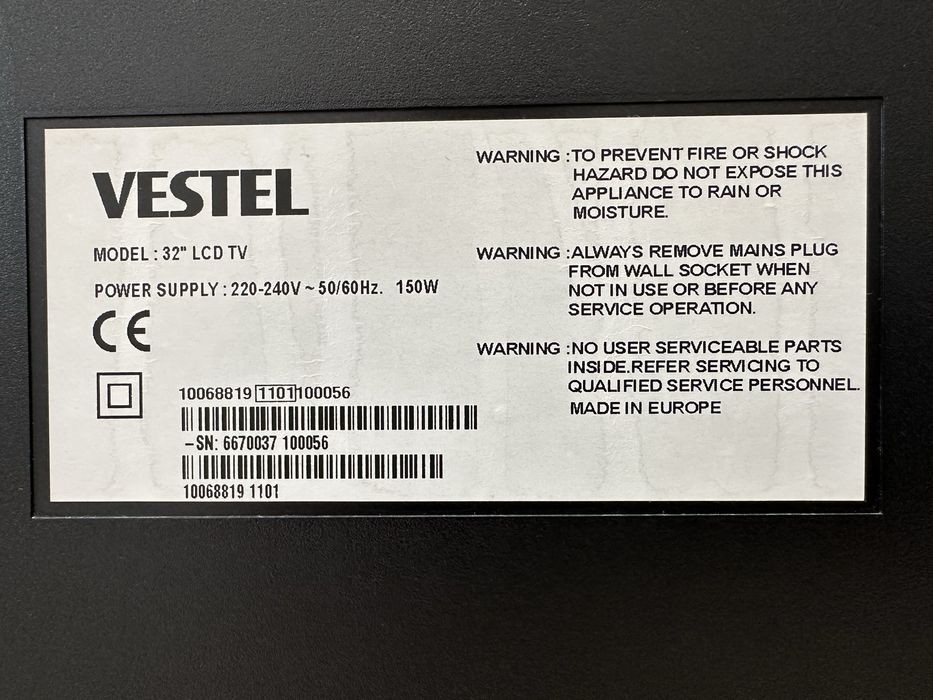 VESTEL
MODEL : 32" LCD TV
POWER SUPPLY : 220-240V ~ 50/60Hz. 150W
CE
10068819 1101 100056
-SN: 6670037 100056
10068819 1101
WARNING :TO PREVENT FIRE OR SHOCK
HAZARD DO NOT EXPOSE THIS
APPLIANCE TO RAIN OR
MOISTURE.
WARNING :ALWAYS REMOVE MAINS PLUG
FROM WALL SOCKET WHEN
NOT IN USE OR BEFORE ANY
SERVICE OPERATION.
WARNING :NO USER SERVICEABLE PARTS
INSIDE.REFER SERVICING TO
QUALIFIED SERVICE PERSONNEL.
MADE IN EUROPE